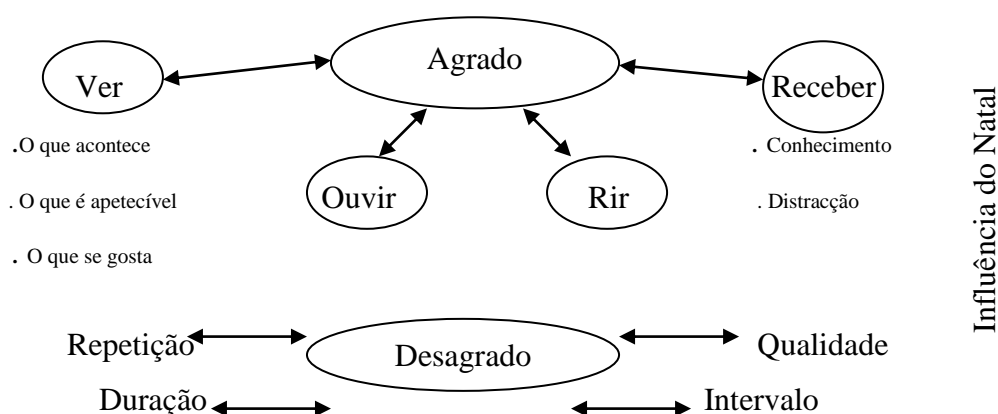 Agrado
Ver
Receber
.O que acontece
. Conhecimento
Ouvir
Rir
. O que é apetecível
. Distracção
. O que se gosta
Influência do Natal
Repetição
Desagrado
Qualidade
Duração
Intervalo